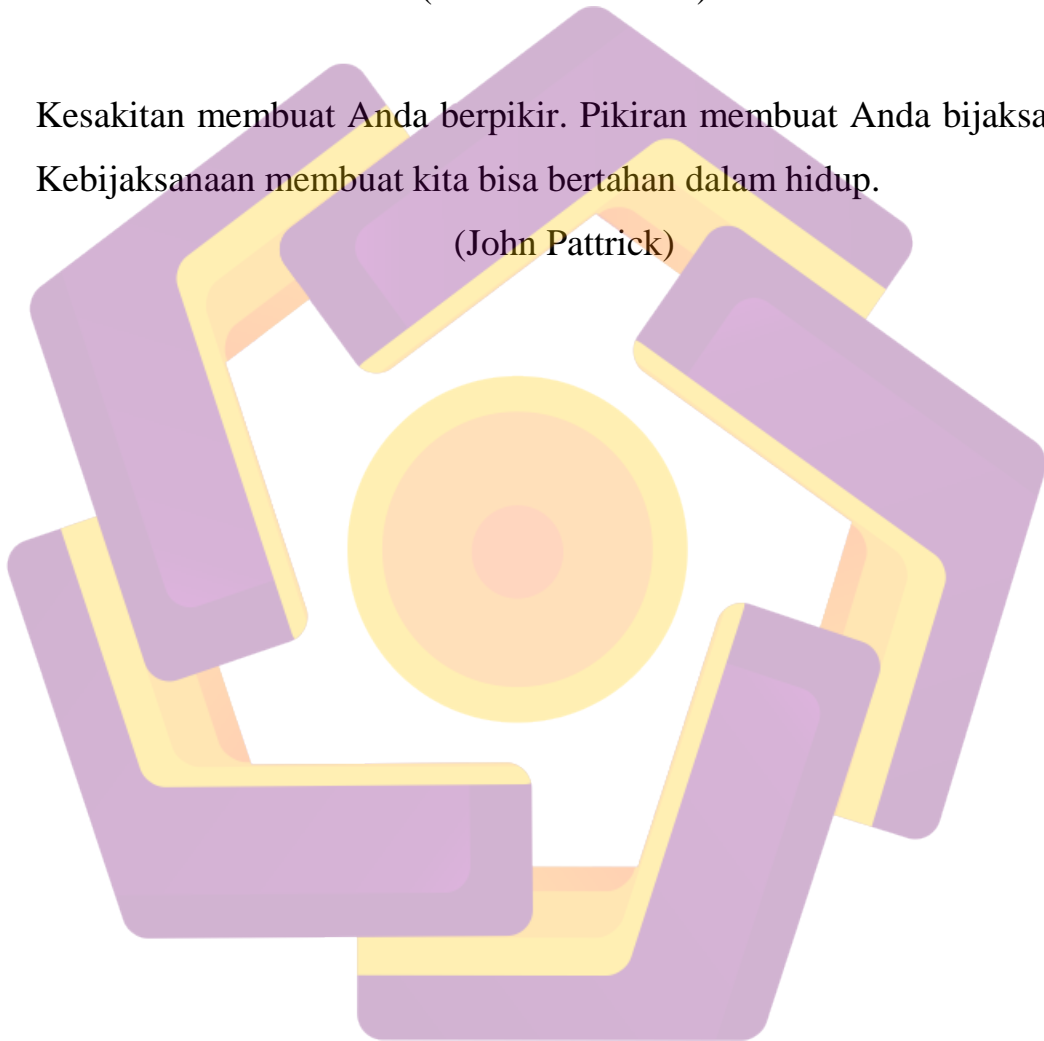 Kesakitan membuat Anda berpikir. Pikiran membuat Anda bijaksa
Kebijaksanaan membuat kita bisa bertahan dalam hidup.
(John Pattrick)